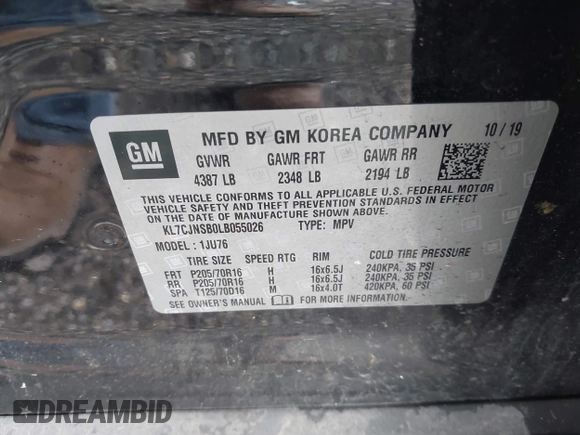 GM
MFD BY GM KOREA COMPANY 10/19
GVWR GAWR FRT GAWR RR
4387 LB 2348 LB 2194 LB
THIS VEHICLE CONFORMS TO ALL APPLICABLE U.S. FEDERAL MOTOR
VEHICLE SAFETY AND THEFT PREVENTION STANDARDS IN EFFECT ON
THE DATE OF MANUFACTURE SHOWN ABOVE.
KL7CJNSB0LB055026 TYPE: MPV
MODEL: 1JU76
TIRE SIZE SPEED RTG RIM COLD TIRE PRESSURE
FRT P205/70R16 H 16x6.5J 240KPA, 35 PSI
RR P205/70R16 H 16x6.5J 240KPA, 35 PSI
SPA T125/70D16 M 16x4.0T 420KPA, 60 PSI
SEE OWNER'S MANUAL FOR MORE INFORMATION.
DREAMBID